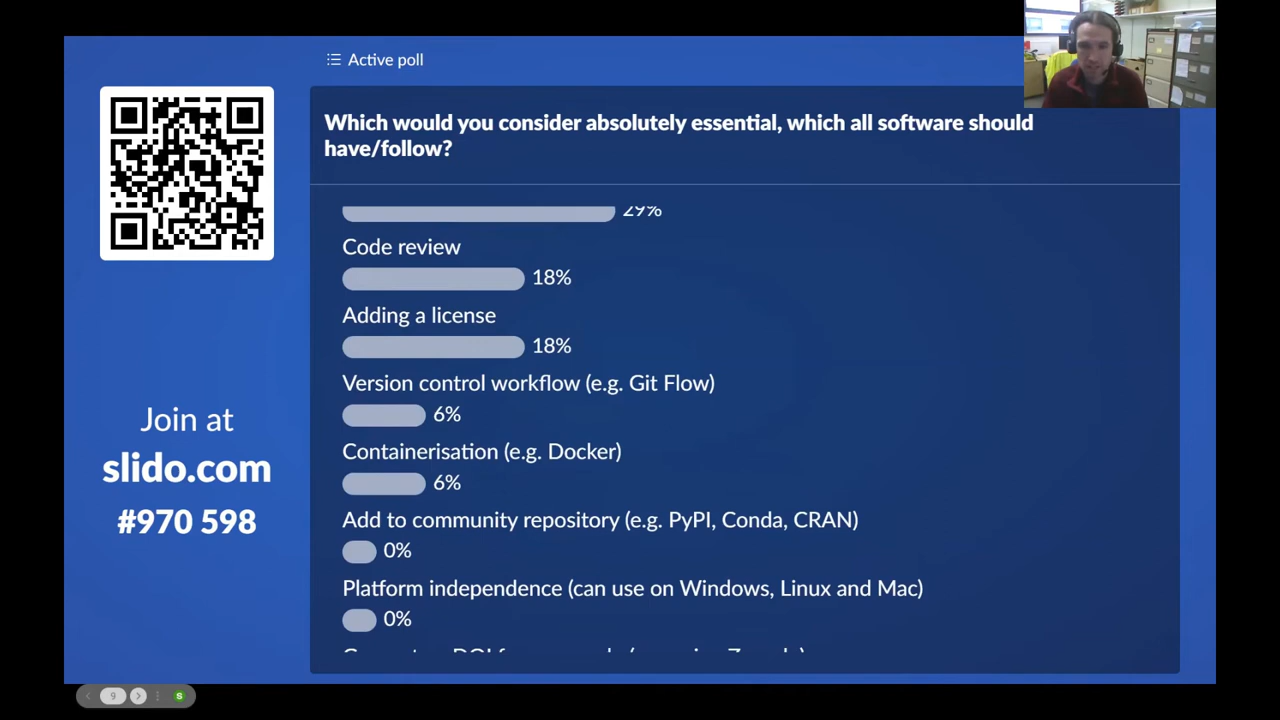 Active poll
Which would you consider absolutely essential, which all software should
have/follow?
29%
Code review
18%
Adding a license
18%
Version control workflow (e.g. Git Flow)
6%
Containerisation (e.g. Docker)
6%
Add to community repository (e.g. PyPI, Conda, CRAN)
0%
Platform independence (can use on Windows, Linux and Mac)
0%
Join at
slido.com
#970 598
9
S